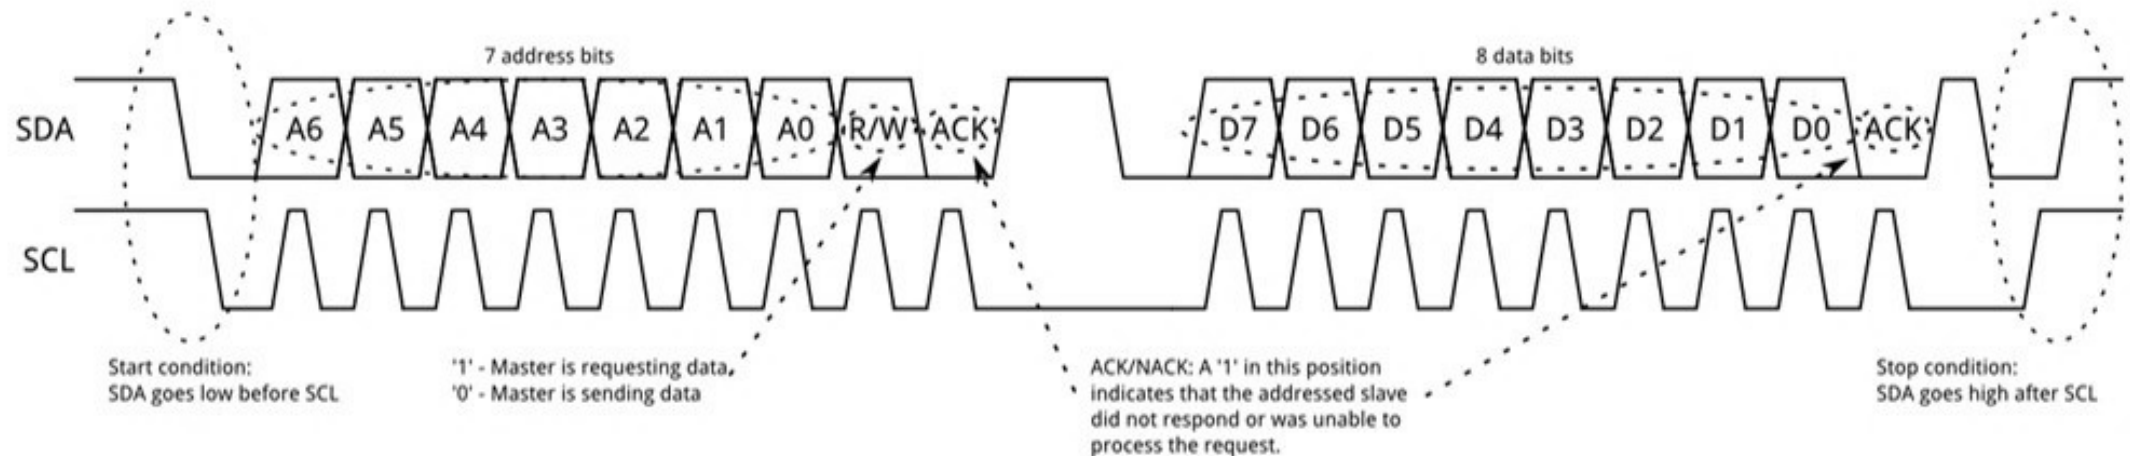 7 address bits
8 data bits
SDA
A6 A5 A4 A3 A2 A1 A0 R/W ACK
D7 D6 D5 D4 D3 D2 D1 D0 ACK
SCL
Start condition:
SDA goes low before SCL
'1' - Master is requesting data,
'0' - Master is sending data
ACK/NACK: A '1' in this position
indicates that the addressed slave
did not respond or was unable to
process the request.
Stop condition:
SDA goes high after SCL